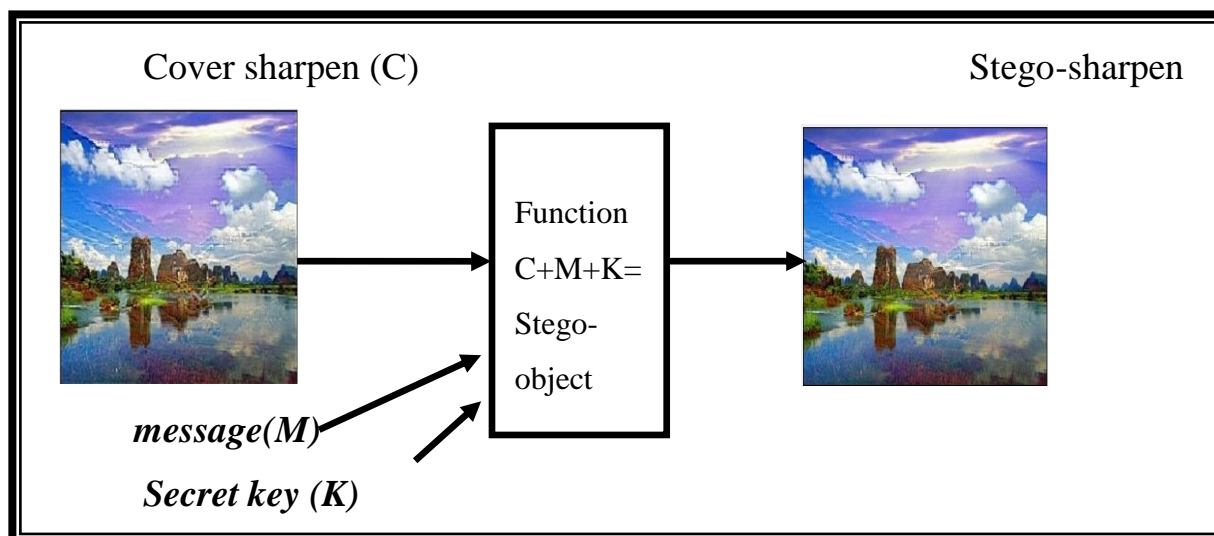 Cover sharpen (C)
Stego-sharpen
Function
C+M+K=
Stego-
object
message(M)
Secret key (K)